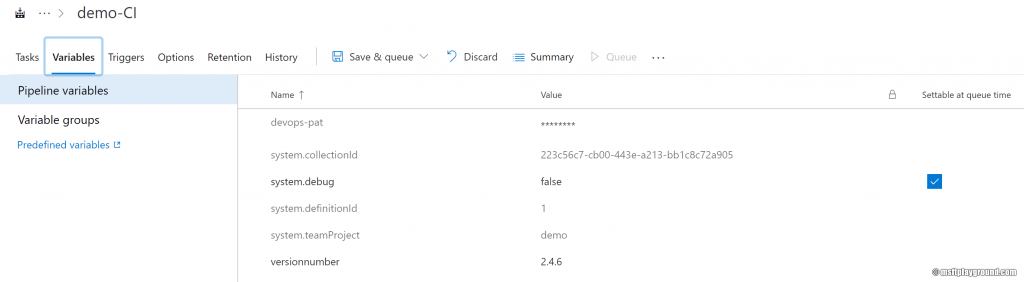 ··· > demo-CI
Tasks Variables Triggers Options Retention History Save & queue Discard Summary Queue ···
Pipeline variables
Variable groups
Predefined variables
Name ↑ Value Settable at queue time
devops-pat ********
system.collectionId 223c56c7-cb00-443e-a213-bb1c8c72a905
system.debug false
system.definitionId 1
system.teamProject demo
versionnumber 2.4.6
@ msftplayground.com